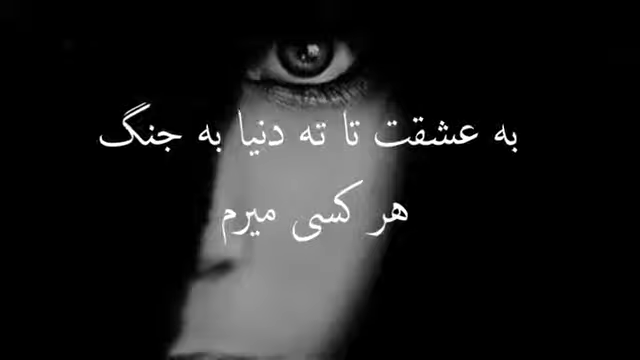 به عشقت تا ته دنیا به جنگ
هر کسی میرم